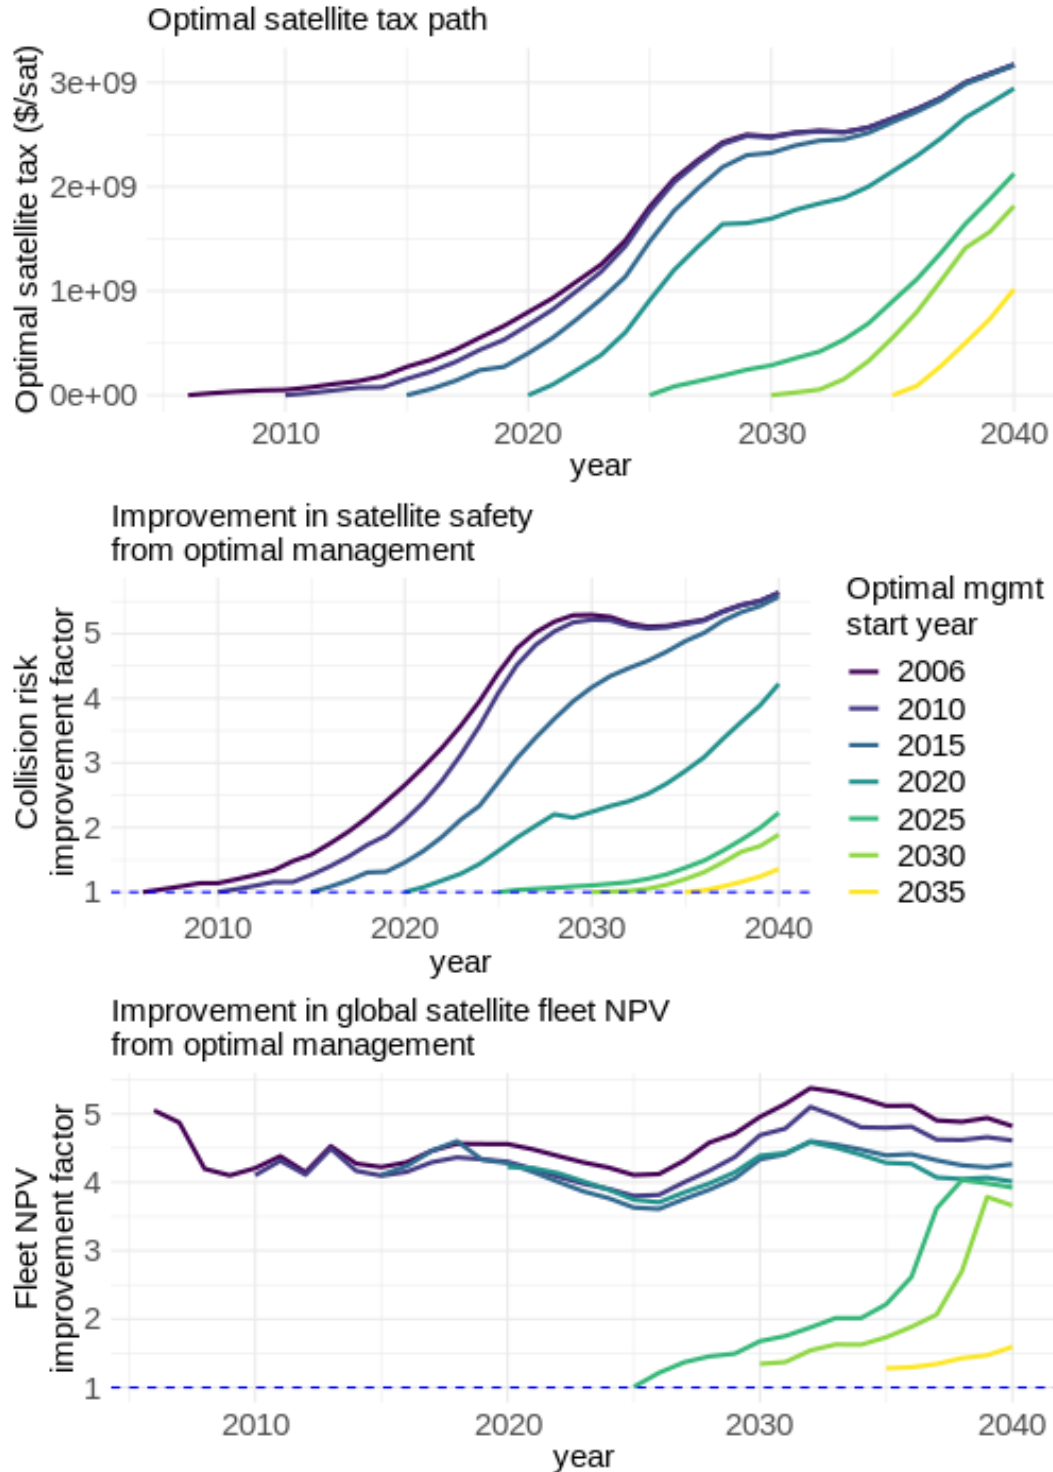 Optimal satellite tax path
Optimal satellite tax ($/sat)
3e+09
2e+09
1e+09
0e+00
2010 2020 2030 2040
year
Improvement in satellite safety
from optimal management
Collision risk
improvement factor
5
4
3
2
1
2010 2020 2030 2040
year
Optimal mgmt
start year
2006
2010
2015
2020
2025
2030
2035
Improvement in global satellite fleet NPV
from optimal management
Fleet NPV
improvement factor
5
4
3
2
1
2010 2020 2030 2040
year